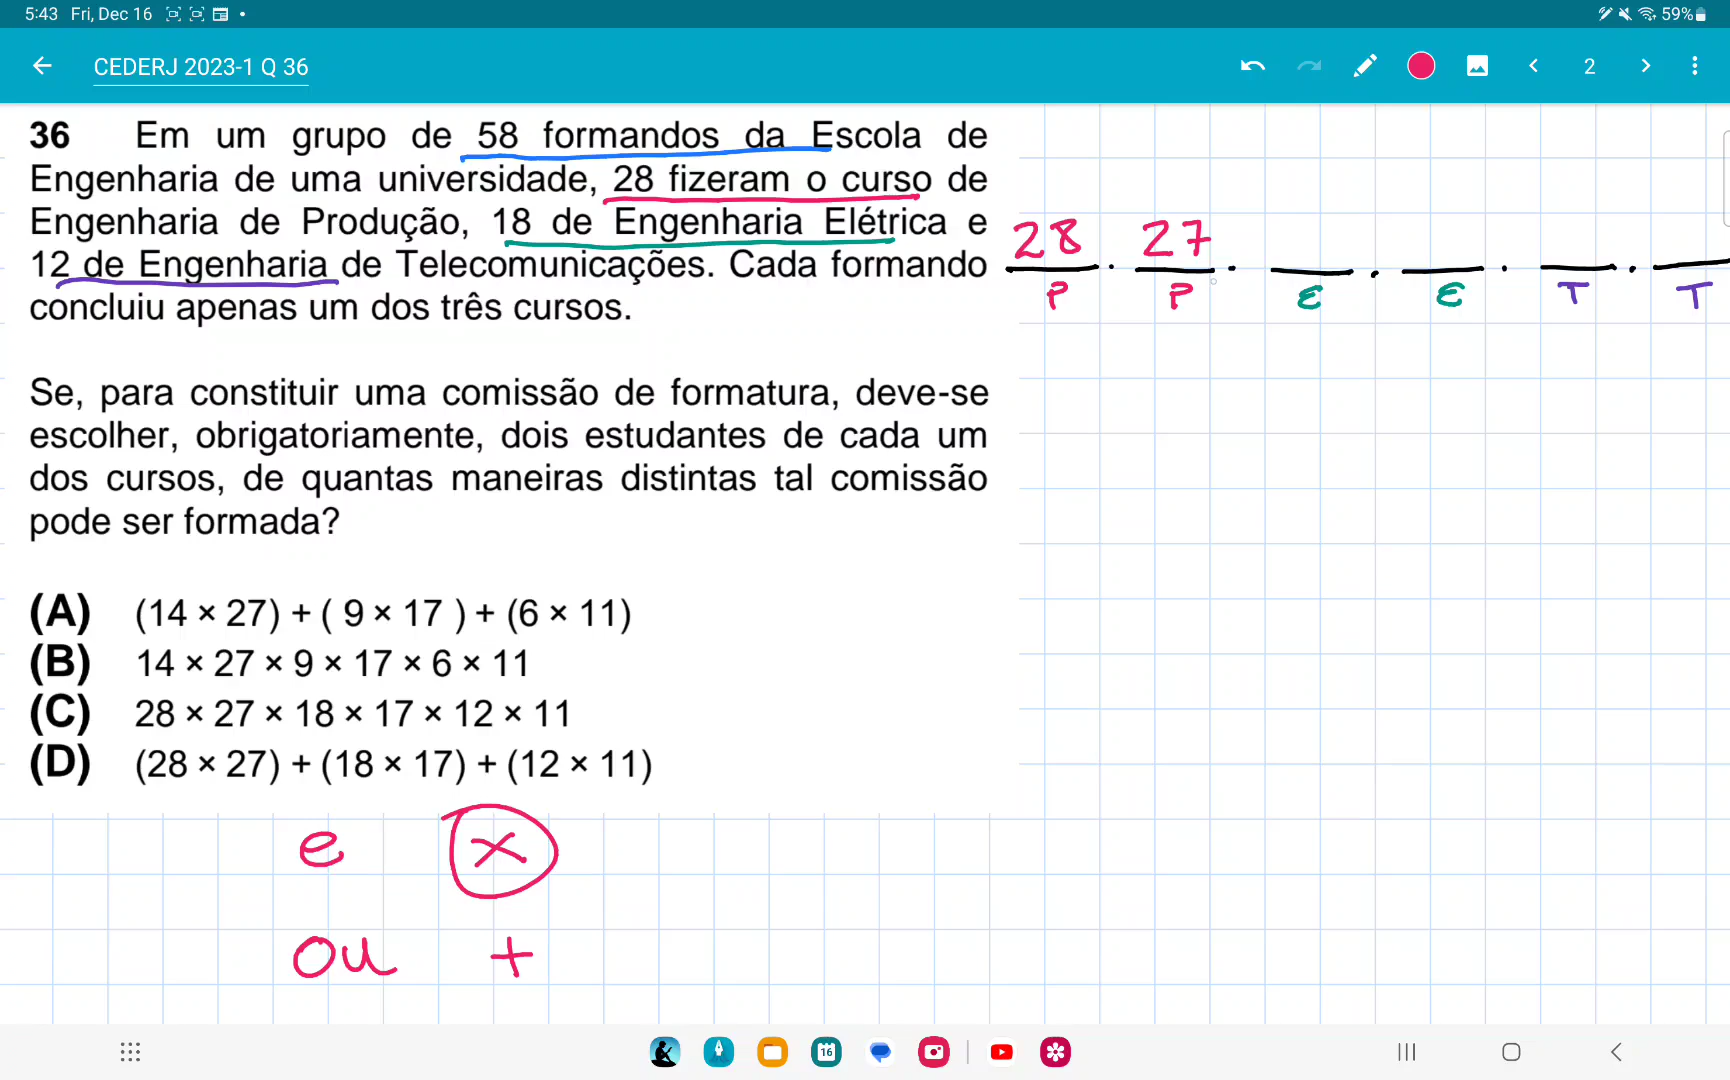 5:43 Fri, Dec 16
59%
CEDERJ 2023-1 Q 36
2
36 Em um grupo de 58 formandos da Escola de
Engenharia de uma universidade, 28 fizeram o curso de
Engenharia de Produção, 18 de Engenharia Elétrica e
12 de Engenharia de Telecomunicações. Cada formando
concluiu apenas um dos três cursos.
Se, para constituir uma comissão de formatura, deve-se
escolher, obrigatoriamente, dois estudantes de cada um
dos cursos, de quantas maneiras distintas tal comissão
pode ser formada?
(A) (14 × 27) + ( 9 × 17 ) + (6 × 11)
(B) 14 × 27 × 9 × 17 × 6 × 11
(C) 28 × 27 × 18 × 17 × 12 × 11
(D) (28 × 27) + (18 × 17) + (12 × 11)
28 . 27 . . . .
P P E E T T
e x
ou +
16